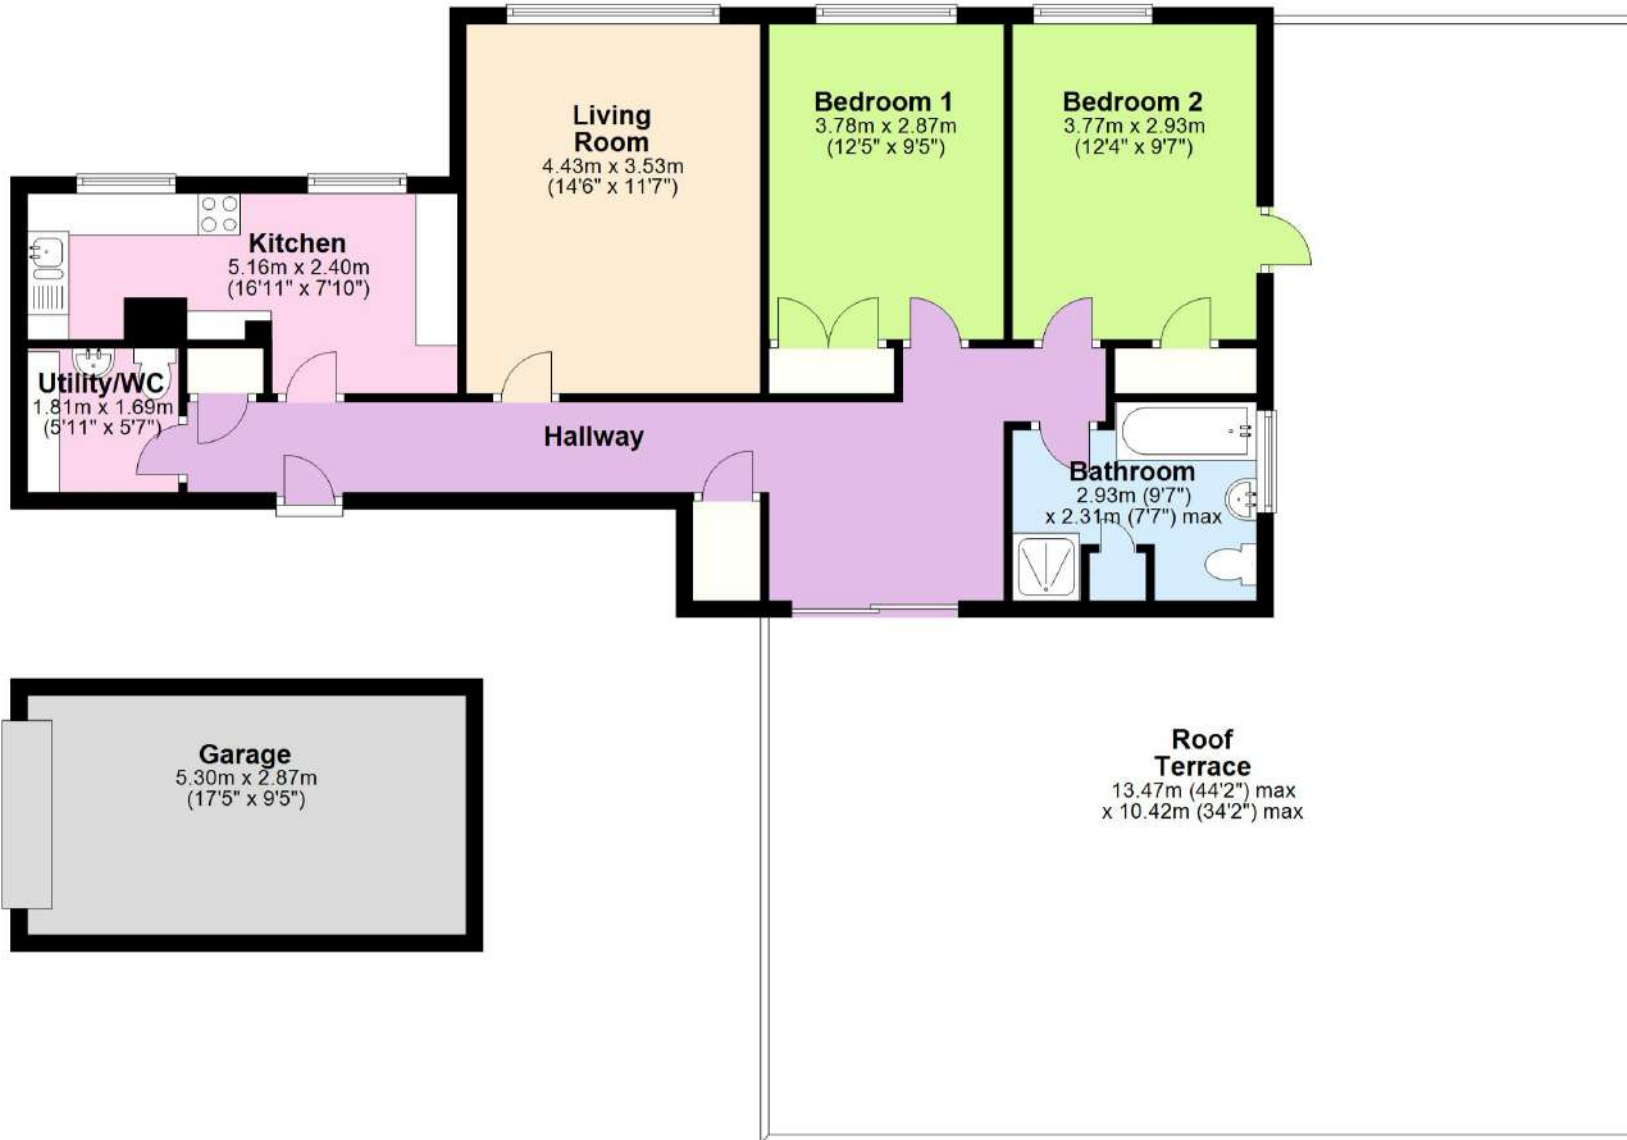 Living
Room
4.43m x 3.53m
(14'6" x 11'7")
Bedroom 1
3.78m x 2.87m
(12'5" x 9'5")
Bedroom 2
3.77m x 2.93m
(12'4" x 9'7")
Kitchen
5.16m x 2.40m
(16'11" x 7'10")
Utility/WC
1.81m x 1.69m
(5'11" x 5'7")
Hallway
Bathroom
2.93m (9'7")
x 2.31m (7'7") max
Garage
5.30m x 2.87m
(17'5" x 9'5")
Roof
Terrace
13.47m (44'2") max
x 10.42m (34'2") max